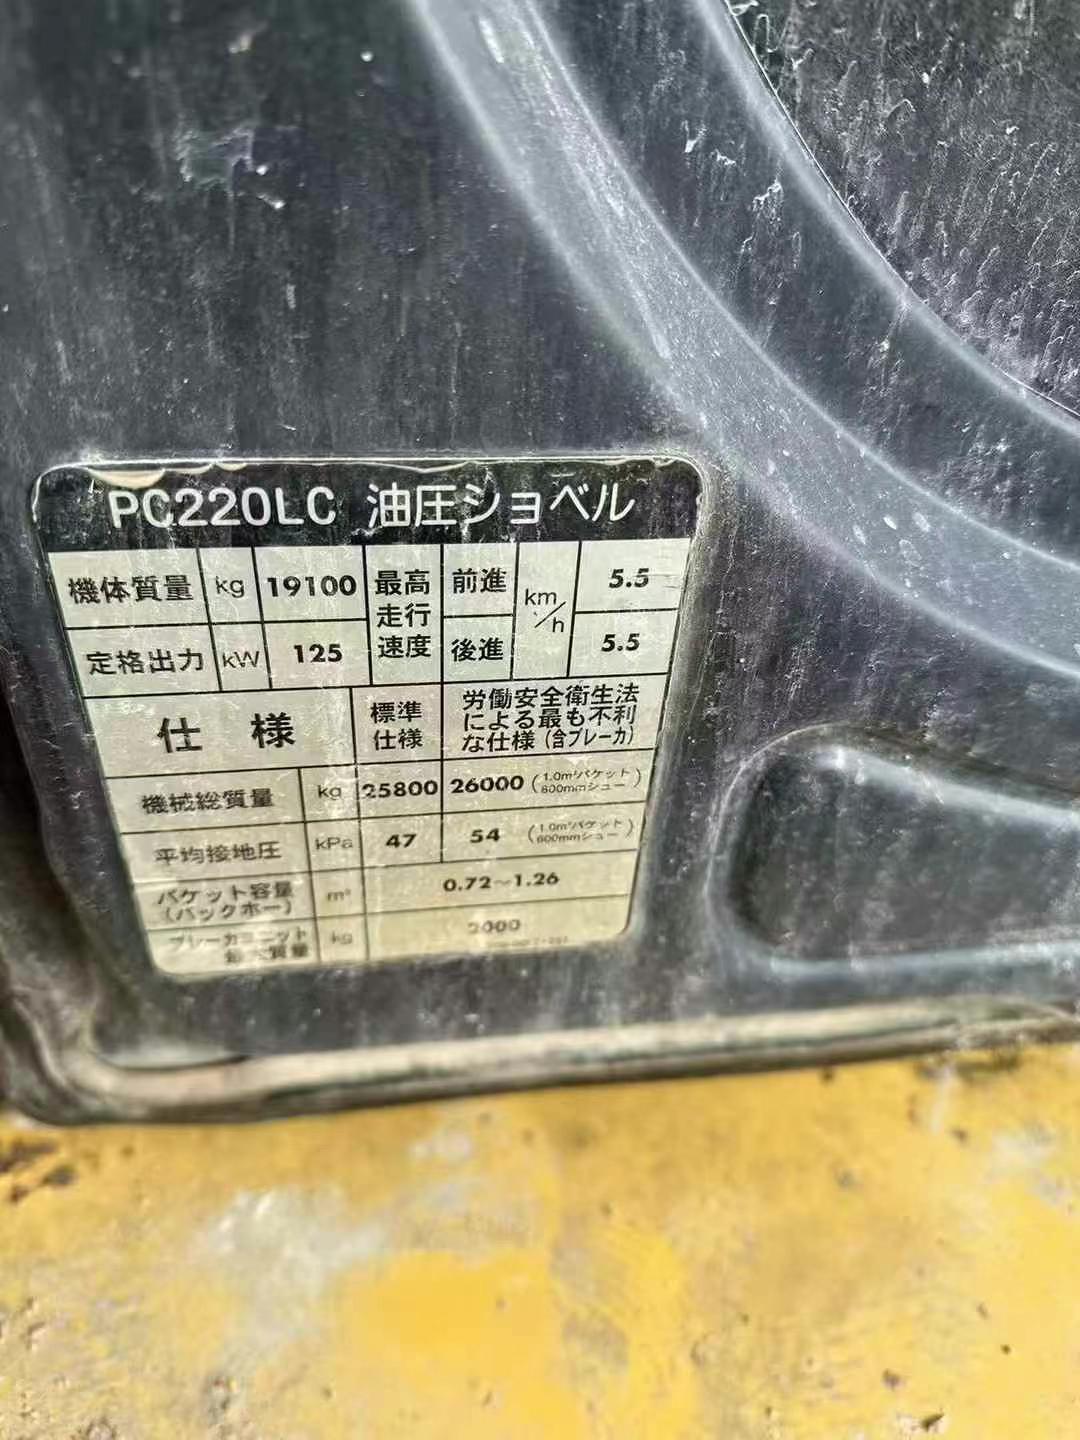 PC220LC 油圧ショベル
機体質量 kg 19100 最高走行速度 前進 km/h 5.5
定格出力 kW 125 後進 5.5
仕様 標準仕様 労働安全衛生法による最も不利な仕様(含ブレーカ)
機械総質量 kg 25800 26000 (1.0m³バケット 800mmシュー)
平均接地圧 kPa 47 54 (1.0m³バケット 600mmシュー)
バケット容量(バックホー) m³ 0.72~1.26
ブレーカユニット最大質量 kg 2000